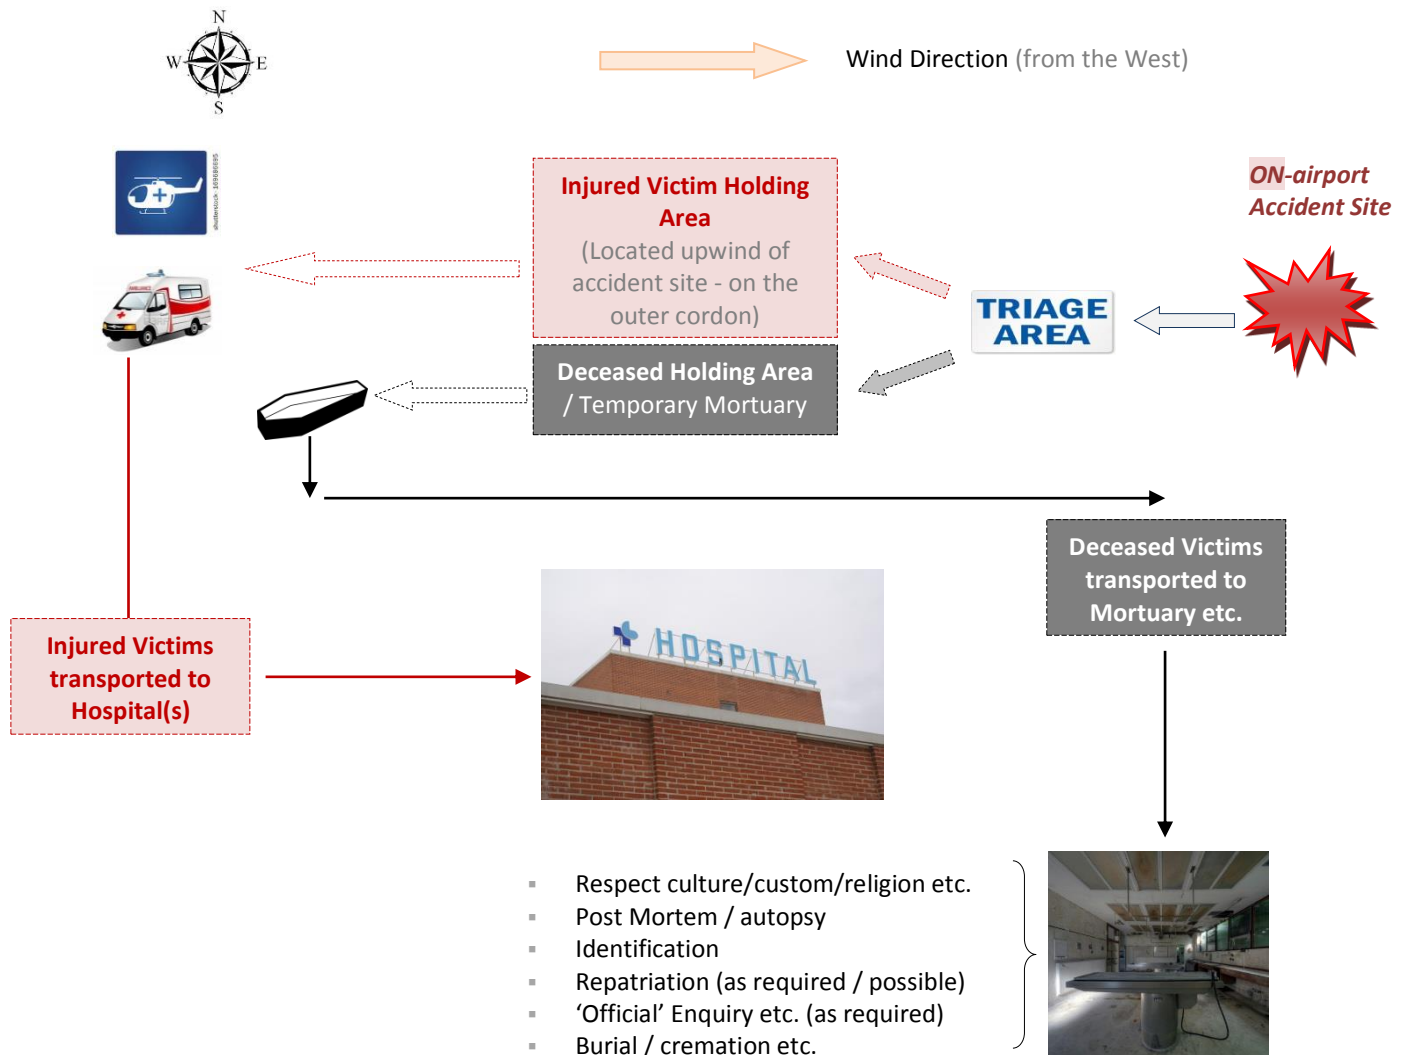 N
W
E
S
Wind Direction (from the West)
shutterstock · 169686695
AMBULANCE
Injured Victim Holding
Area
(Located upwind of
accident site - on the
outer cordon)
ON-airport
Accident Site
TRIAGE
AREA
Deceased Holding Area
/ Temporary Mortuary
Deceased Victims
transported to
Mortuary etc.
Injured Victims
transported to
Hospital(s)
HOSPITAL
▪ Respect culture/custom/religion etc.
▪ Post Mortem / autopsy
▪ Identification
▪ Repatriation (as required / possible)
▪ ‘Official’ Enquiry etc. (as required)
▪ Burial / cremation etc.